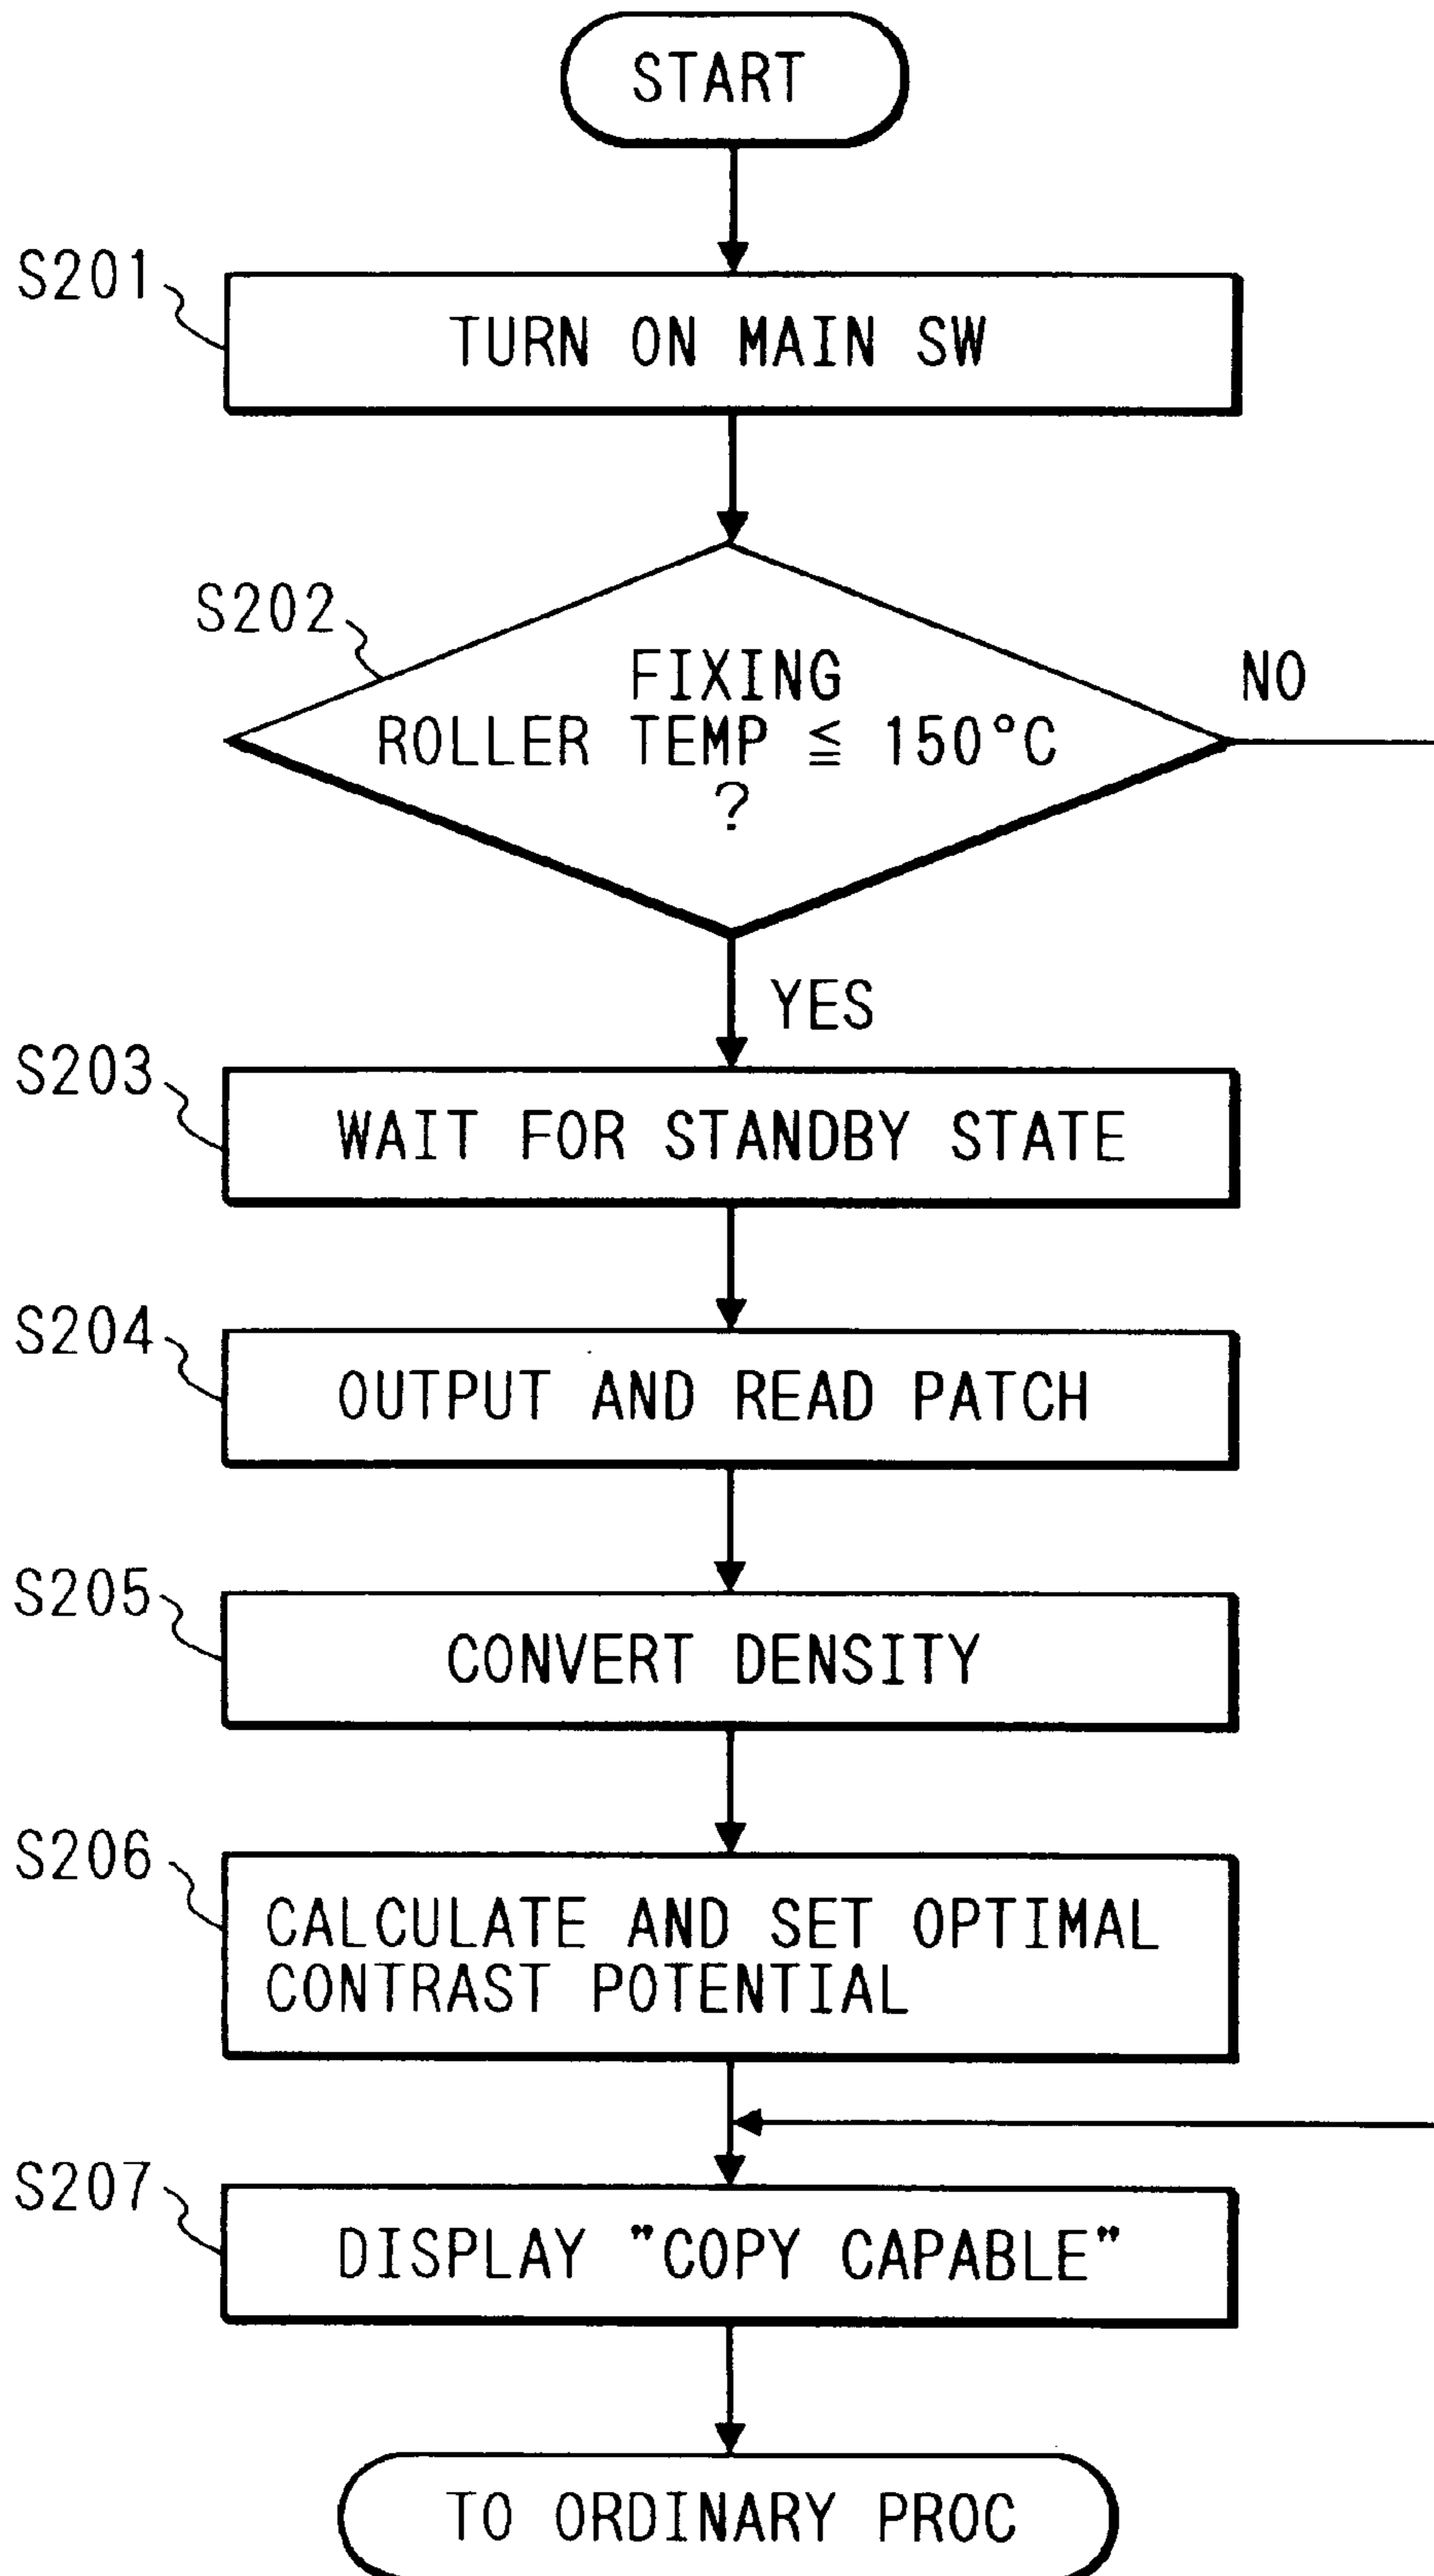 START
S201
TURN ON MAIN SW
S202
FIXING
ROLLER TEMP ≦ 150°C
?
NO
YES
S203
WAIT FOR STANDBY STATE
S204
OUTPUT AND READ PATCH
S205
CONVERT DENSITY
S206
CALCULATE AND SET OPTIMAL
CONTRAST POTENTIAL
S207
DISPLAY "COPY CAPABLE"
TO ORDINARY PROC